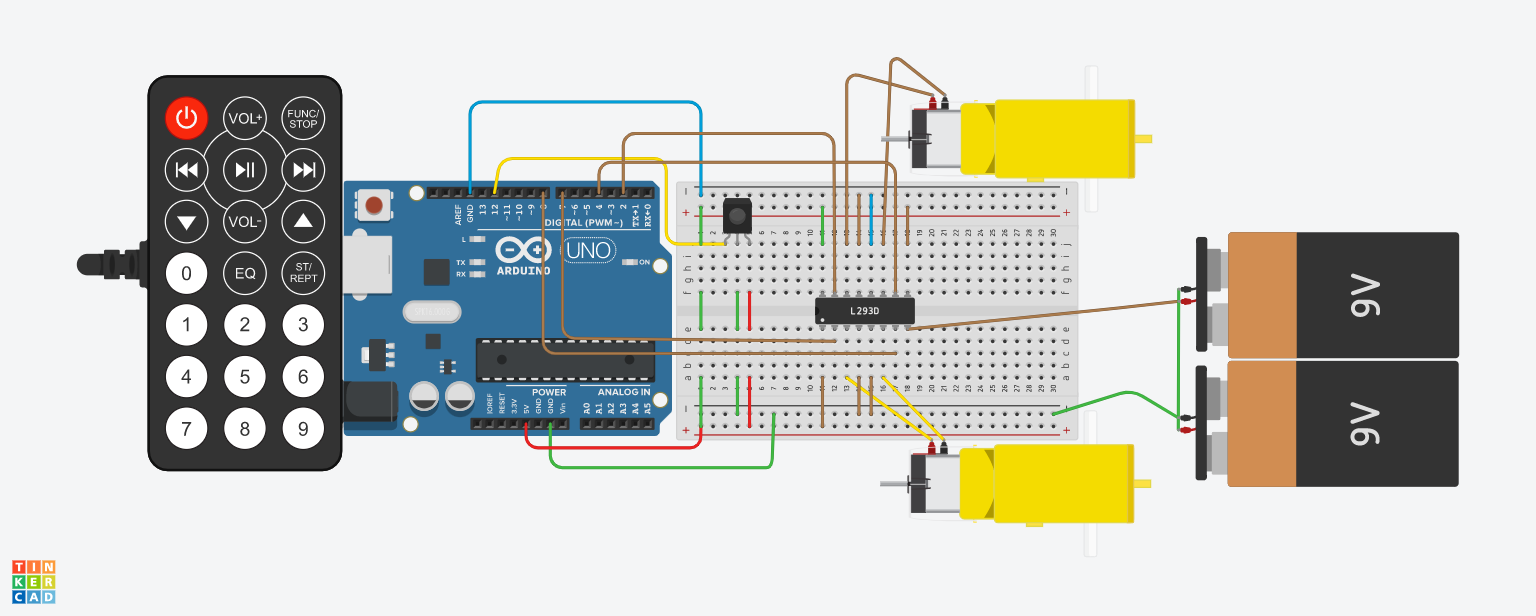 VOL+
FUNC/
STOP
VOL-
0
EQ
ST/
REPT
1
2
3
4
5
6
7
8
9
AREF
GND
13
12
~11
~10
~9
8
7
~6
~5
4
~3
2
TX→1
RX←0
DIGITAL (PWM~)
L
TX
RX
ARDUINO
UNO
ON
POWER
ANALOG IN
IOREF
RESET
3.3V
5V
GND
GND
Vin
A0
A1
A2
A3
A4
A5
L293D
9V
9V
TIN
KER
CAD